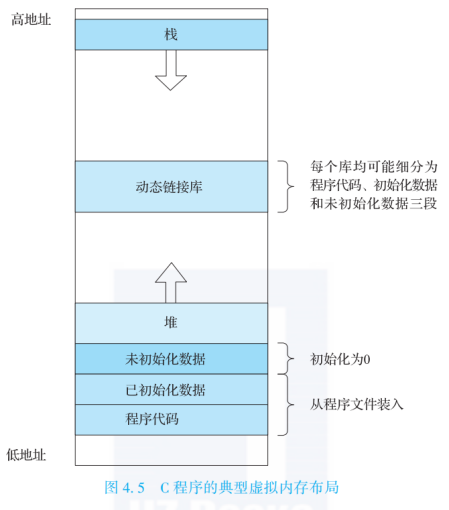 高地址
栈
动态链接库
每个库均可能细分为
程序代码、初始化数据
和未初始化数据三段
堆
未初始化数据
初始化为0
已初始化数据
从程序文件装入
程序代码
低地址
图 4.5 C 程序的典型虚拟内存布局